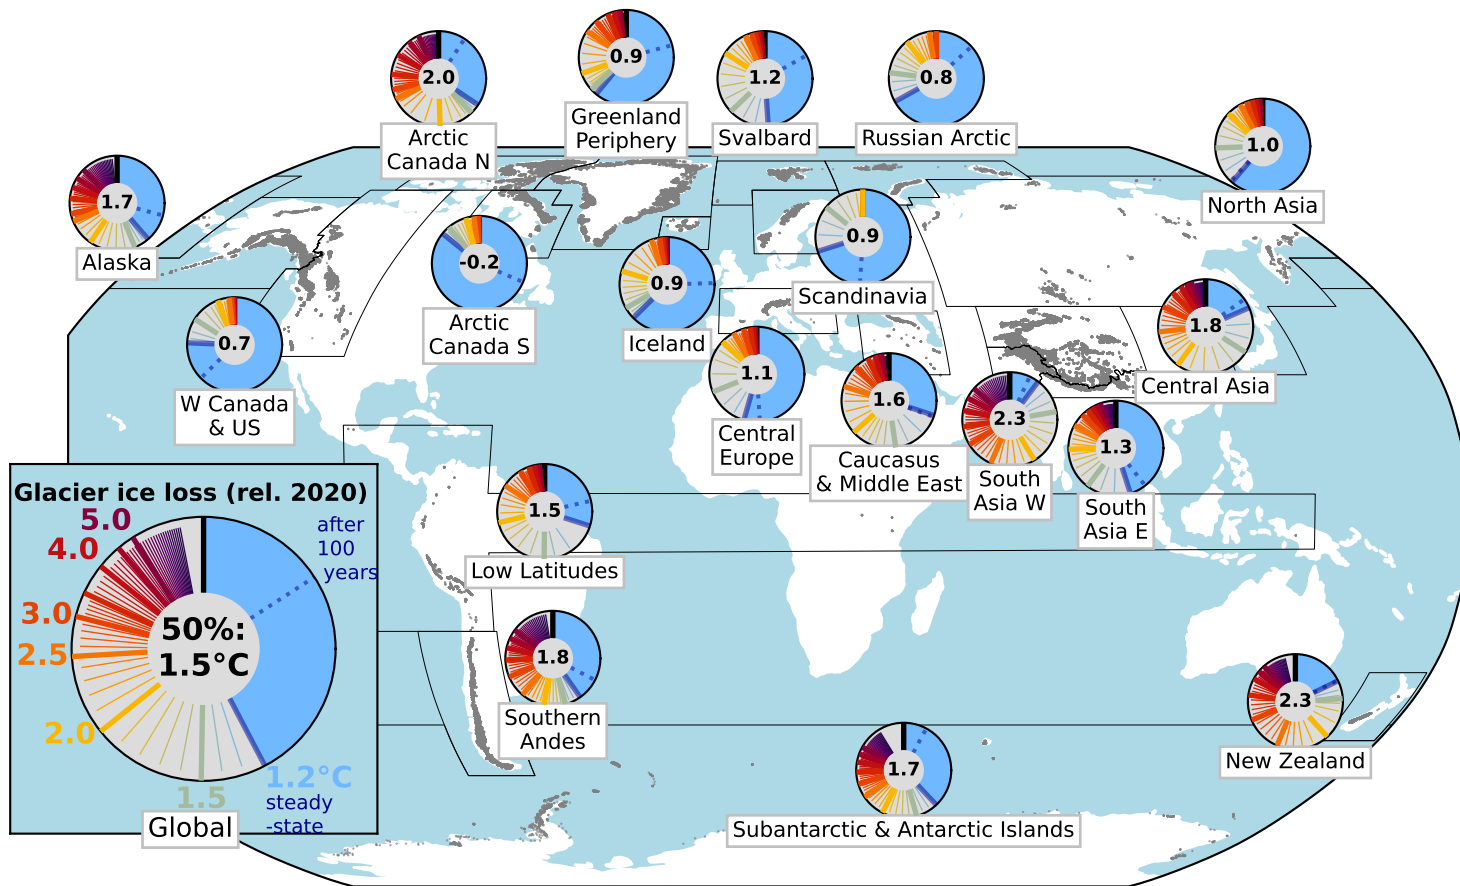 0.9
2.0
1.2
0.8
Greenland
Periphery
Arctic
Canada N
Svalbard
Russian Arctic
1.0
North Asia
1.7
Alaska
-0.2
Arctic
Canada S
0.9
Iceland
0.9
Scandinavia
0.7
W Canada
& US
1.8
Central Asia
1.1
Central
Europe
1.6
Caucasus
& Middle East
2.3
South
Asia W
1.3
South
Asia E
1.5
Low Latitudes
1.8
Southern
Andes
1.7
Subantarctic & Antarctic Islands
2.3
New Zealand
Glacier ice loss (rel. 2020)
5.0
4.0
3.0
2.5
2.0
1.5
50%:
1.5°C
after
100
years
1.2°C
steady
-state
Global